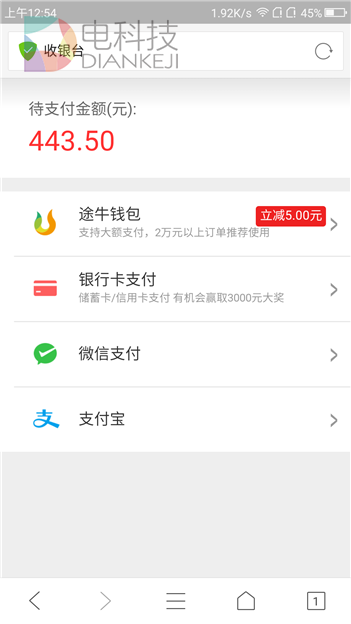 上午12:54
1.92K/s
45%
电科技
DIANKEJI
收银台
待支付金额(元):
443.50
途牛钱包
立减5.00元
支持大额支付，2万元以上订单推荐使用
银行卡支付
储蓄卡/信用卡支付 有机会赢取3000元大奖
微信支付
支付宝
1